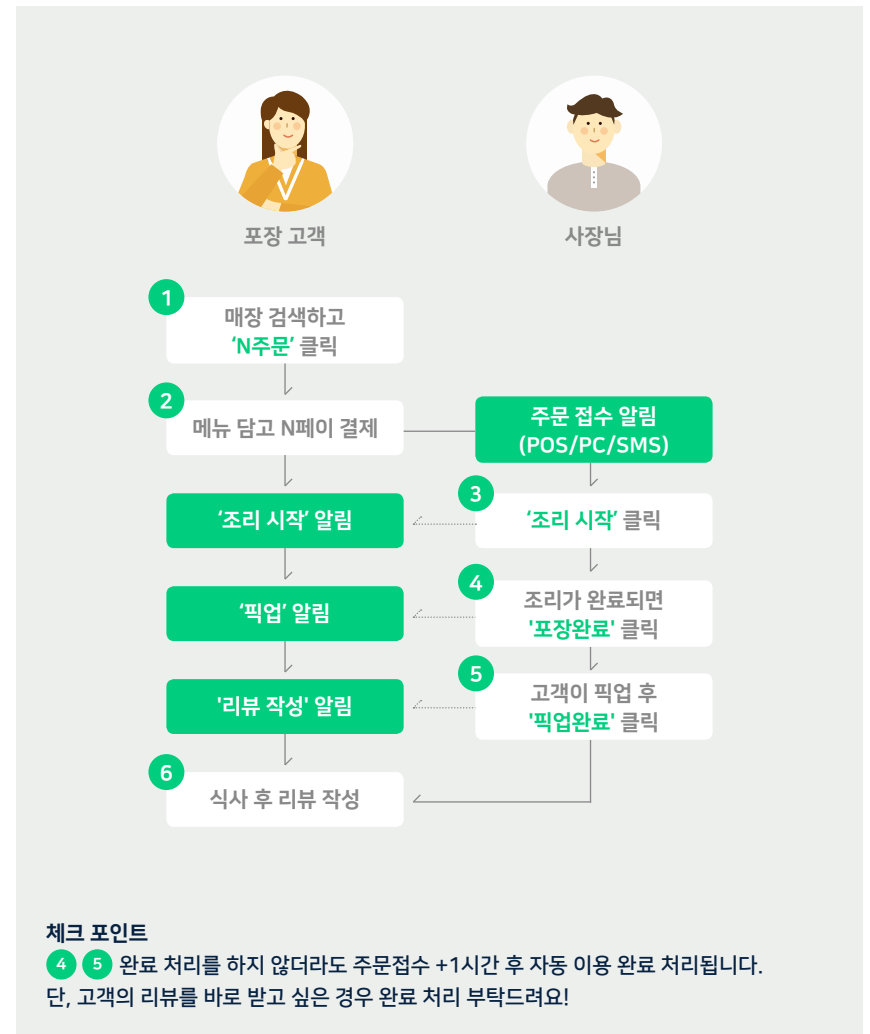 포장 고객
사장님
1
매장 검색하고
‘N주문’ 클릭
2
메뉴 담고 N페이 결제
주문 접수 알림
(POS/PC/SMS)
‘조리 시작’ 알림
3
‘조리 시작’ 클릭
‘픽업’ 알림
4
조리가 완료되면
'포장완료' 클릭
'리뷰 작성' 알림
5
고객이 픽업 후
'픽업완료' 클릭
6
식사 후 리뷰 작성
체크 포인트
4 5 완료 처리를 하지 않더라도 주문접수 +1시간 후 자동 이용 완료 처리됩니다.
단, 고객의 리뷰를 바로 받고 싶은 경우 완료 처리 부탁드려요!